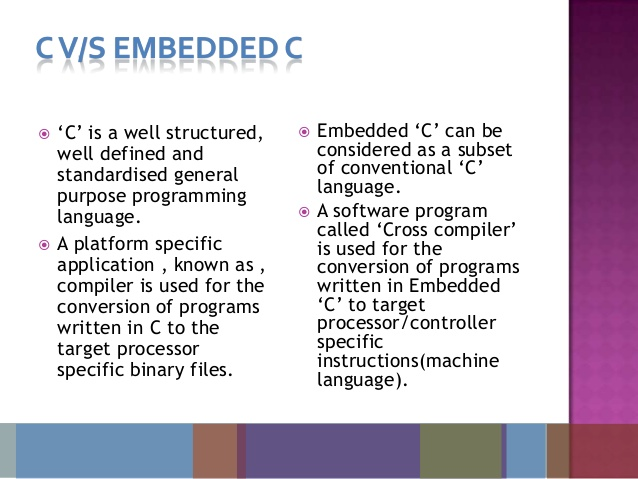 C V/S EMBEDDED C
‘C’ is a well structured,
well defined and
standardised general
purpose programming
language.
A platform specific
application , known as ,
compiler is used for the
conversion of programs
written in C to the
target processor
specific binary files.
Embedded ‘C’ can be
considered as a subset
of conventional ‘C’
language.
A software program
called ‘Cross compiler’
is used for the
conversion of programs
written in Embedded
‘C’ to target
processor/controller
specific
instructions(machine
language).